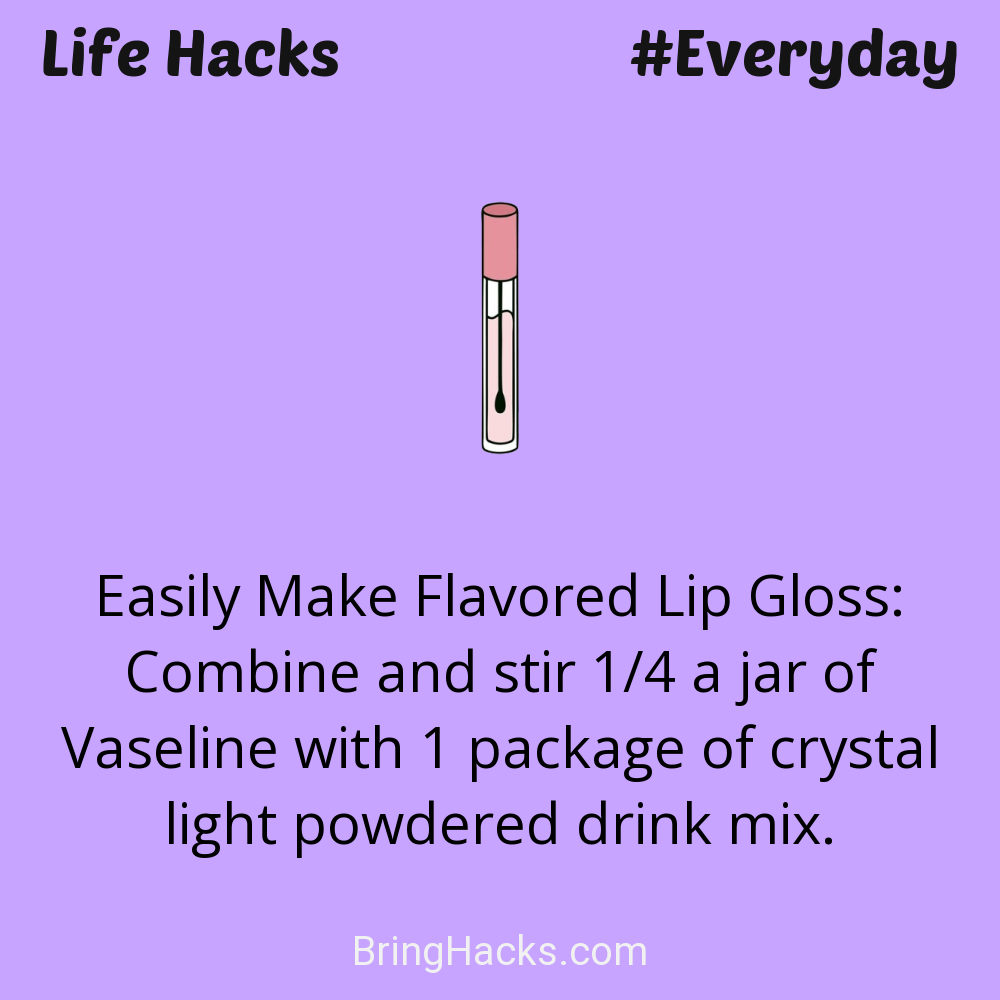 Life Hacks
#Everyday
Easily Make Flavored Lip Gloss:
Combine and stir 1/4 a jar of
Vaseline with 1 package of crystal
light powdered drink mix.
BringHacks.com